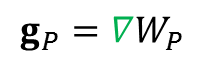 𝐠_P = ∇W_P